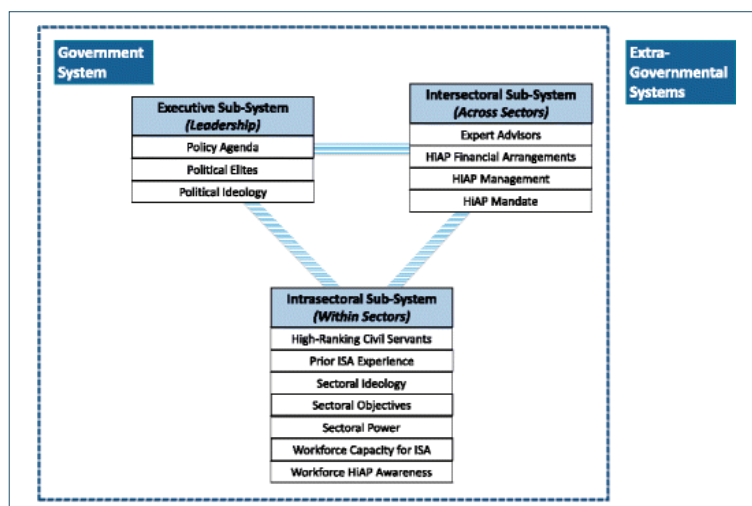 Government
System
Extra-
Governmental
Systems
Executive Sub-System
(Leadership)
Policy Agenda
Political Elites
Political Ideology
Intersectoral Sub-System
(Across Sectors)
Expert Advisors
HiAP Financial Arrangements
HiAP Management
HiAP Mandate
Intrasectoral Sub-System
(Within Sectors)
High-Ranking Civil Servants
Prior ISA Experience
Sectoral Ideology
Sectoral Objectives
Sectoral Power
Workforce Capacity for ISA
Workforce HiAP Awareness